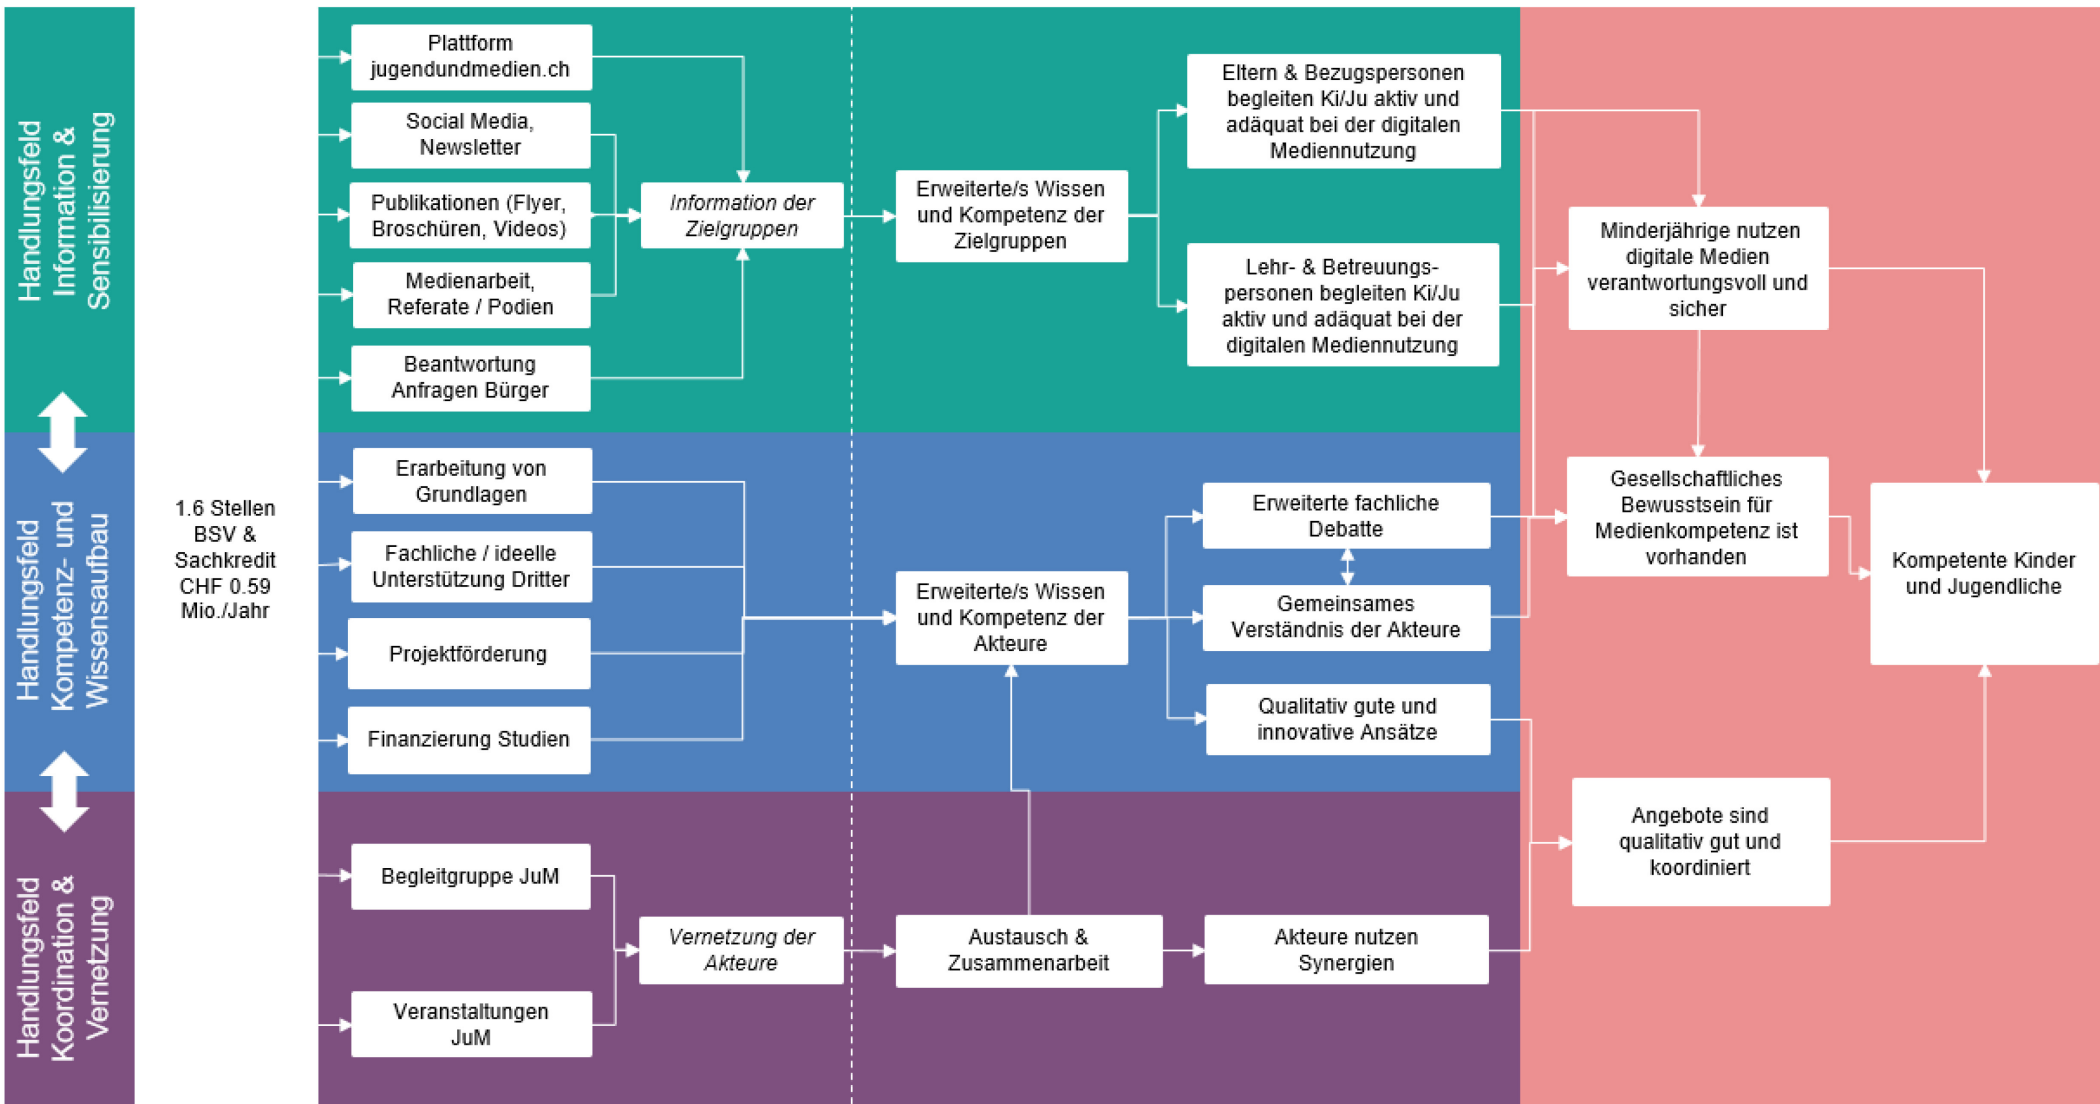 Handlungsfeld
Information &
Sensibilisierung
Handlungsfeld
Kompetenz- und
Wissensaufbau
Handlungsfeld
Koordination &
Vernetzung
1.6 Stellen
BSV &
Sachkredit
CHF 0.59
Mio./Jahr
Plattform
jugendundmedien.ch
Social Media,
Newsletter
Publikationen (Flyer,
Broschüren, Videos)
Medienarbeit,
Referate / Podien
Beantwortung
Anfragen Bürger
Information der
Zielgruppen
Erweiterte/s Wissen
und Kompetenz der
Zielgruppen
Eltern & Bezugspersonen
begleiten Ki/Ju aktiv und
adäquat bei der digitalen
Mediennutzung
Lehr- & Betreuungs-
personen begleiten Ki/Ju
aktiv und adäquat bei der
digitalen Mediennutzung
Erarbeitung von
Grundlagen
Fachliche / ideelle
Unterstützung Dritter
Projektförderung
Finanzierung Studien
Erweiterte/s Wissen
und Kompetenz der
Akteure
Erweiterte fachliche
Debatte
Gemeinsames
Verständnis der Akteure
Qualitativ gute und
innovative Ansätze
Begleitgruppe JuM
Veranstaltungen
JuM
Vernetzung der
Akteure
Austausch &
Zusammenarbeit
Akteure nutzen
Synergien
Minderjährige nutzen
digitale Medien
verantwortungsvoll und
sicher
Gesellschaftliches
Bewusstsein für
Medienkompetenz ist
vorhanden
Angebote sind
qualitativ gut und
koordiniert
Kompetente Kinder
und Jugendliche